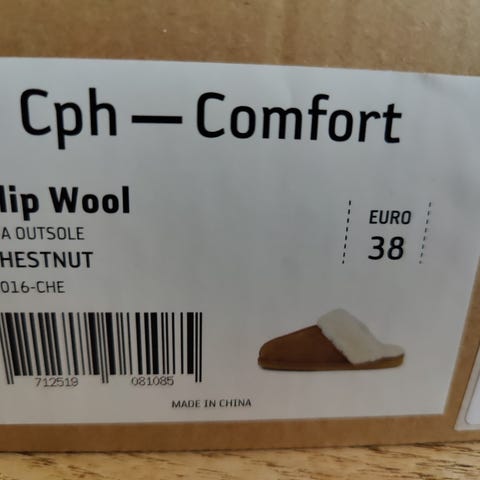 Cph — Comfort
lip Wool
A OUTSOLE
HESTNUT
016-CHE
EURO
38
712519 081085
MADE IN CHINA